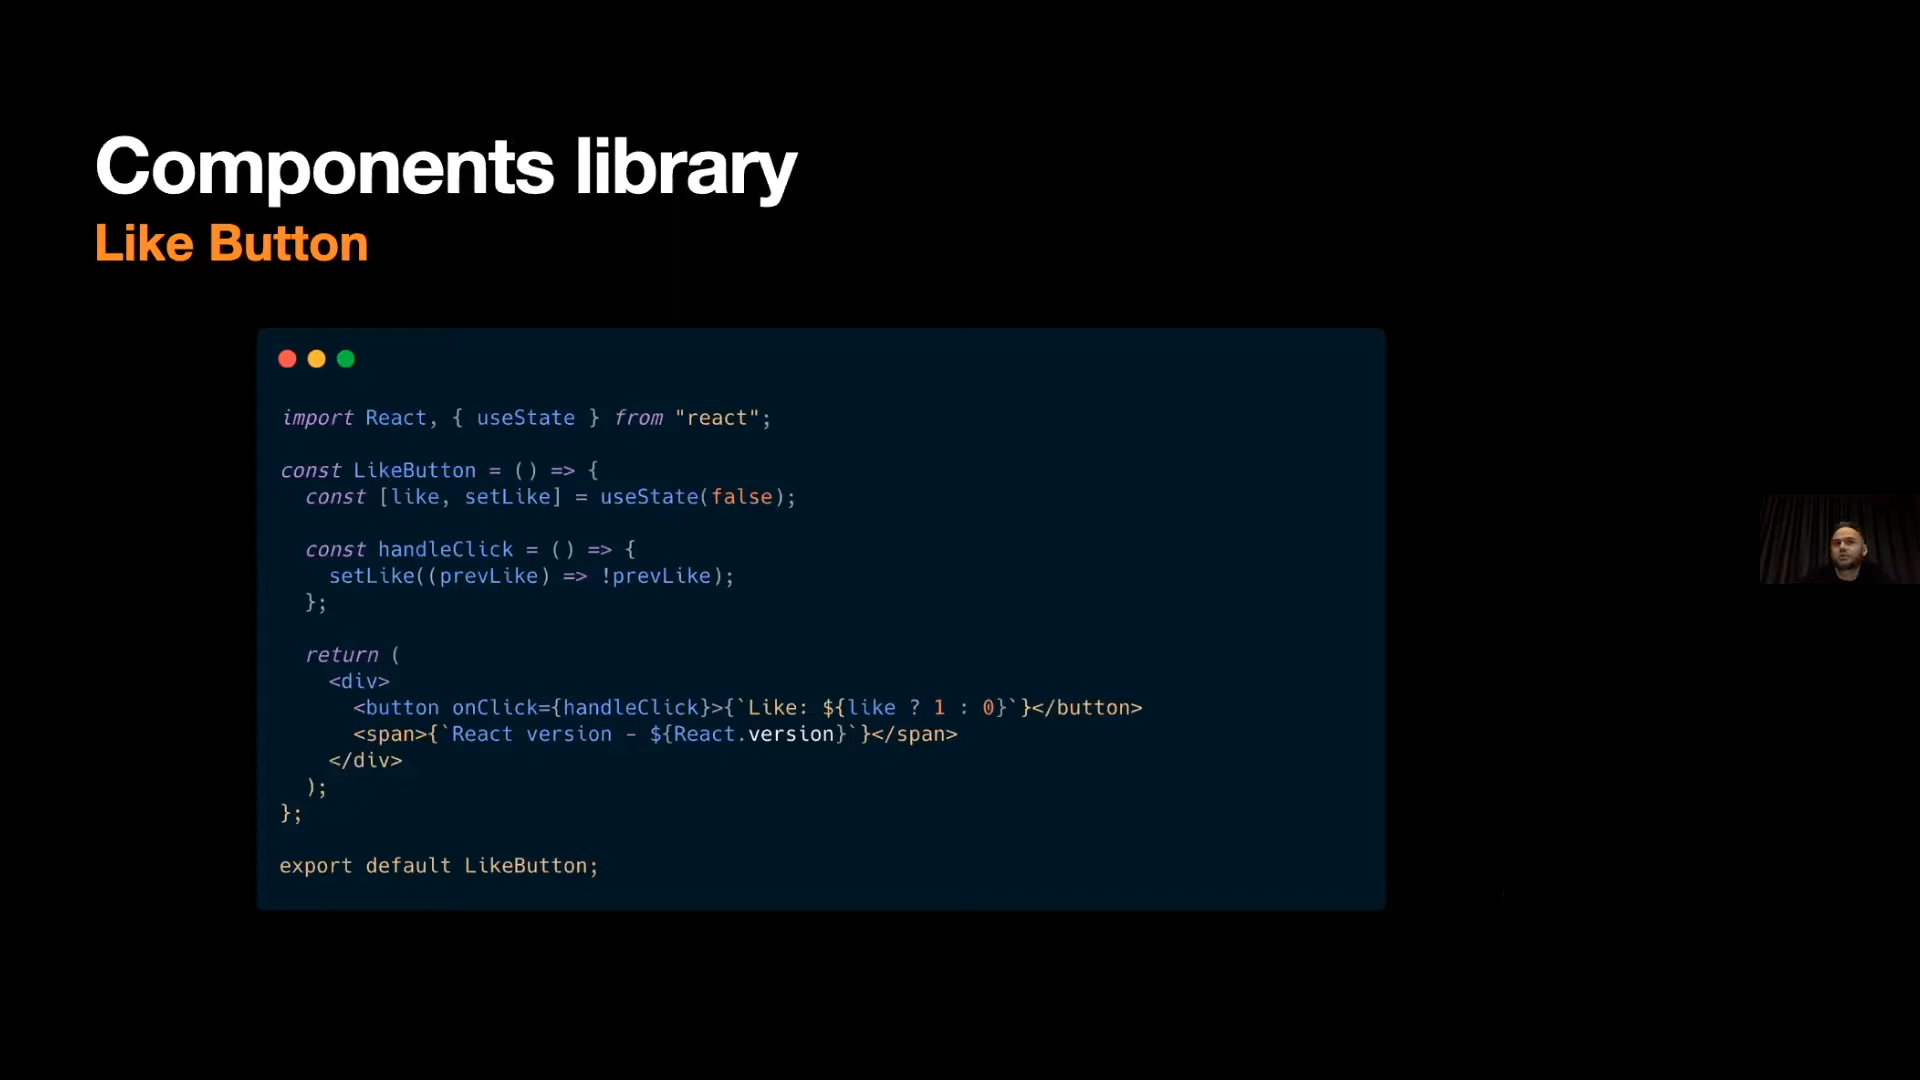 Components library
Like Button
import React, { useState } from "react";
const LikeButton = () => {
  const [like, setLike] = useState(false);
  const handleClick = () => {
    setLike((prevLike) => !prevLike);
  };
  return (
    <div>
      <button onClick={handleClick}>{`Like: ${like ? 1 : 0}`}</button>
      <span>{`React version - ${React.version}`}</span>
    </div>
  );
};
export default LikeButton;